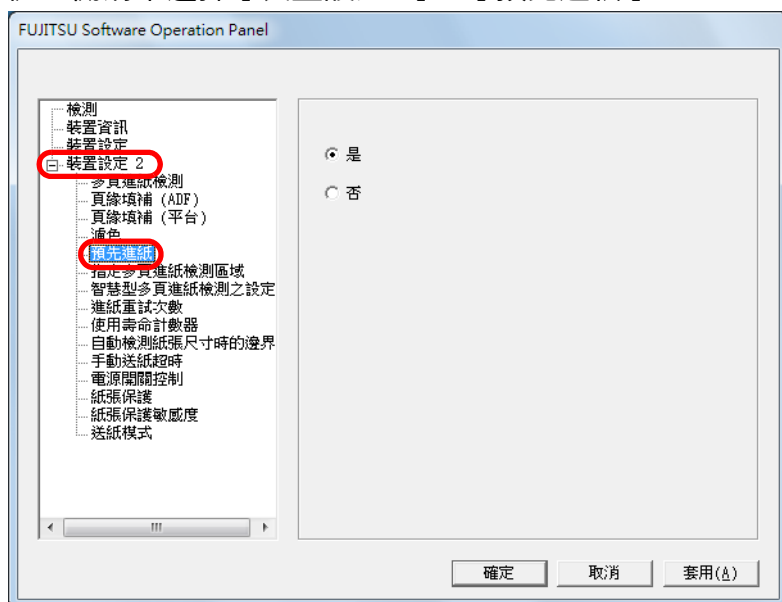 FUJITSU Software Operation Panel
檢測
裝置資訊
裝置設定
裝置設定 2
多頁進紙檢測
頁緣填補 (ADF)
頁緣填補 (平台)
濾色
預先進紙
指定多頁進紙檢測區域
智慧型多頁進紙檢測之設定
進紙重試次數
使用壽命計數器
自動檢測紙張尺寸時的邊界
手動送紙超時
電源開關控制
紙張保護
紙張保護敏感度
送紙模式
是
否
確定
取消
套用(A)